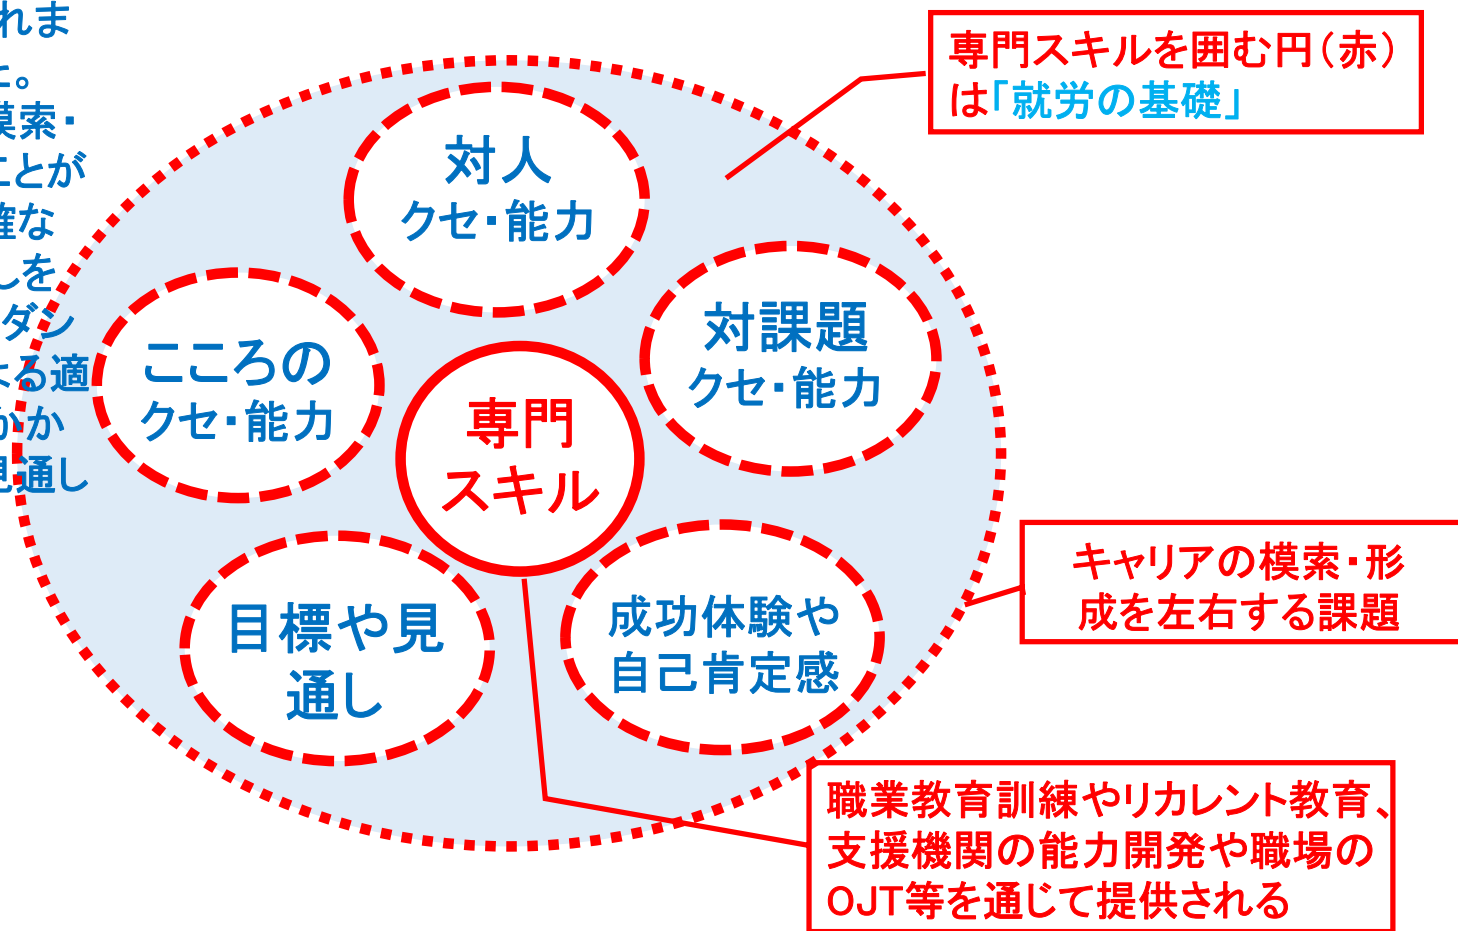 れま
た。
模索・
ことが
確な
しを
ダン
よる適
かか
見通し
専門スキルを囲む円（赤）
は「就労の基礎」
対人
クセ・能力
対課題
クセ・能力
こころの
クセ・能力
専門
スキル
目標や見
通し
成功体験や
自己肯定感
キャリアの模索・形
成を左右する課題
職業教育訓練やリカレント教育、
支援機関の能力開発や職場の
OJT等を通じて提供される